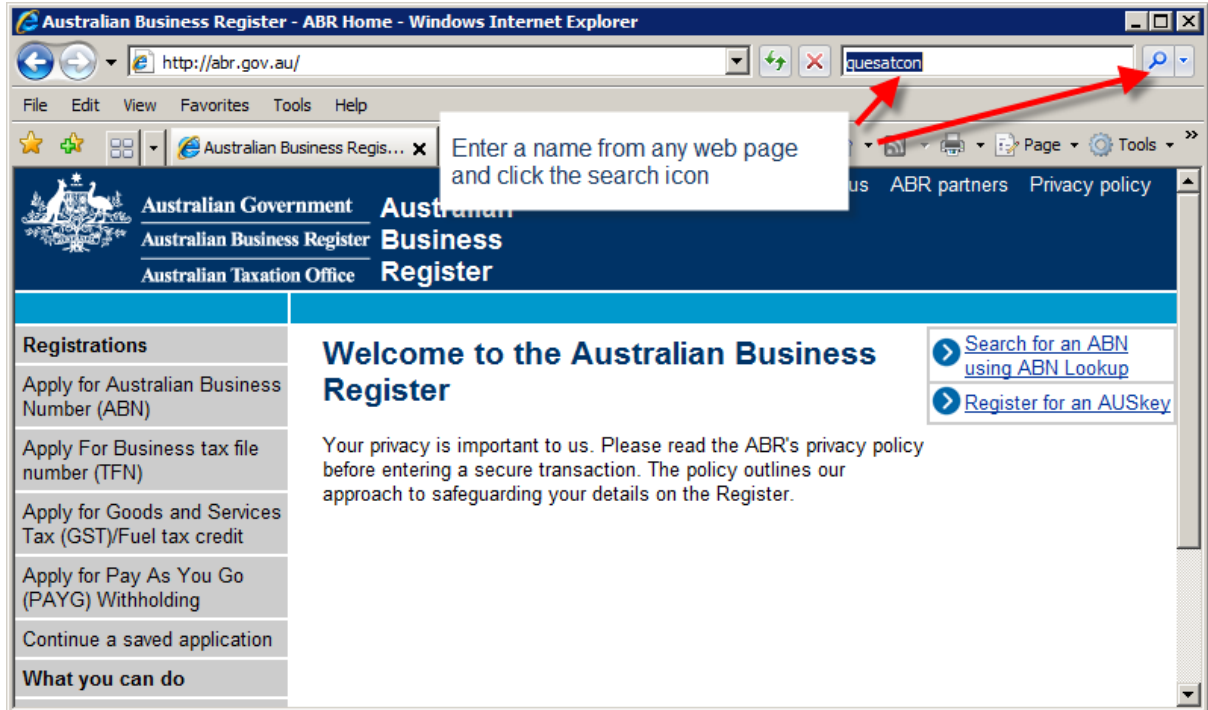 Australian Business Register - ABR Home - Windows Internet Explorer
http://abr.gov.au/
quesatcon
File Edit View Favorites Tools Help
Australian Business Regis...
Page Tools
Enter a name from any web page
and click the search icon
us ABR partners Privacy policy
Australian Government
Australian Business Register
Australian Taxation Office
Australian
Business
Register
Registrations
Apply for Australian Business
Number (ABN)
Apply For Business tax file
number (TFN)
Apply for Goods and Services
Tax (GST)/Fuel tax credit
Apply for Pay As You Go
(PAYG) Withholding
Continue a saved application
What you can do
Welcome to the Australian Business
Register
Your privacy is important to us. Please read the ABR's privacy policy
before entering a secure transaction. The policy outlines our
approach to safeguarding your details on the Register.
Search for an ABN
using ABN Lookup
Register for an AUSkey